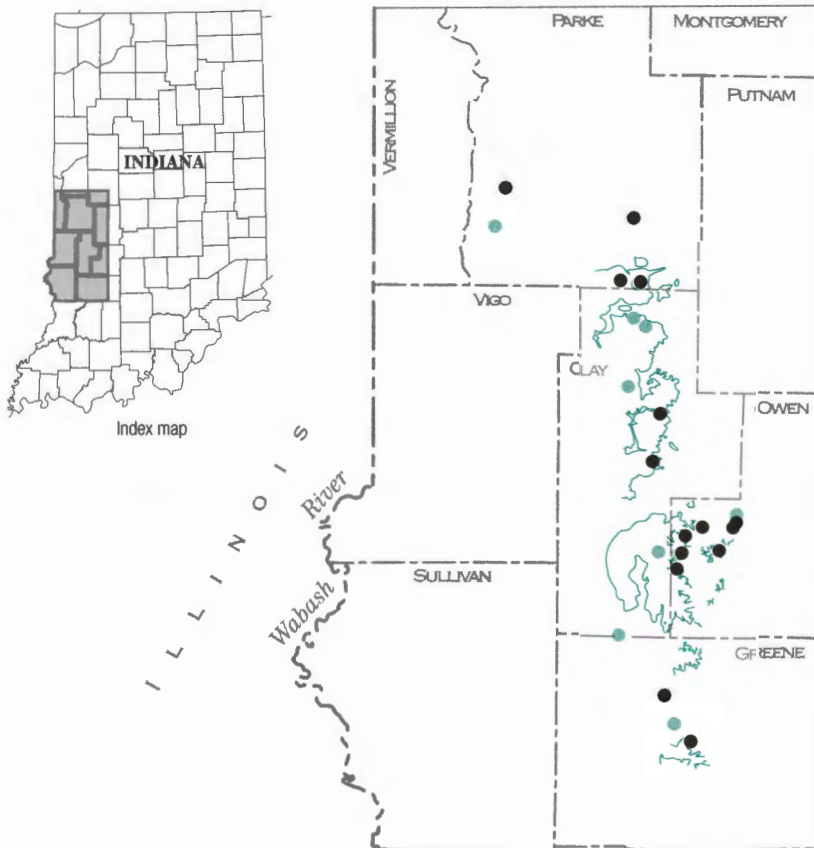 PARKE
MONTGOMERY
VERMILLION
PUTNAM
INDIANA
VIGO
CLAY
OWEN
Index map
ILLINOIS
River
Wabash
SULLIVAN
GREENE